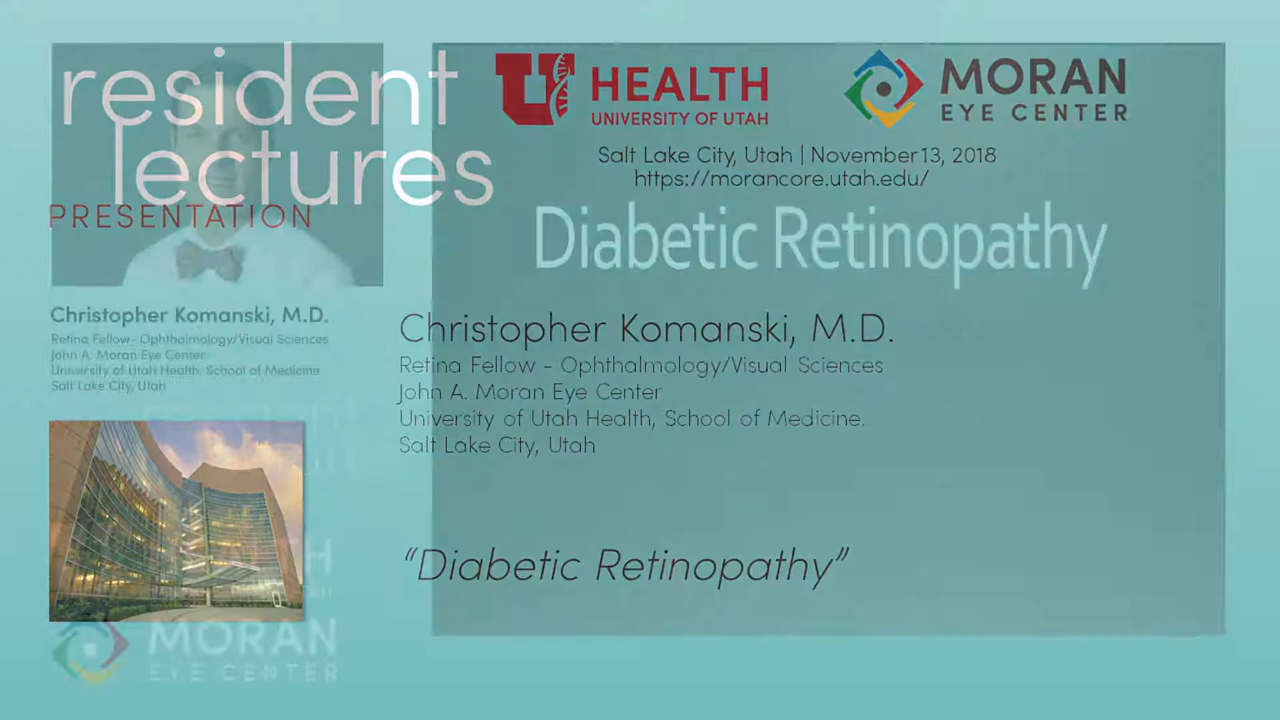 resident
lectures
PRESENTATION
U HEALTH
UNIVERSITY OF UTAH
MORAN
EYE CENTER
Salt Lake City, Utah | November 13, 2018
https://morancore.utah.edu/
Diabetic Retinopathy
Christopher Komanski, M.D.
Retina Fellow- Ophthalmology/Visual Sciences
John A. Moran Eye Center
University of Utah Health, School of Medicine
Salt Lake City, Utah
Christopher Komanski, M.D.
Retina Fellow - Ophthalmology/Visual Sciences
John A. Moran Eye Center
University of Utah Health, School of Medicine.
Salt Lake City, Utah
"Diabetic Retinopathy"
MORAN
EYE CENTER